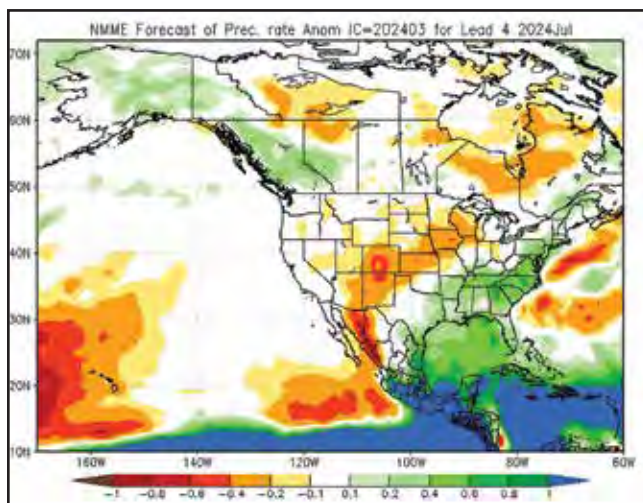 NMME Forecast of Prec. rate Anom IC=202403 for Lead 4 2024Jul
70N
60N
50N
40N
30N
20N
10N
160W 140W 120W 100W 80W 60W
-1 -0.8 -0.6 -0.4 -0.2 -0.1 0.1 0.2 0.4 0.6 0.8 1